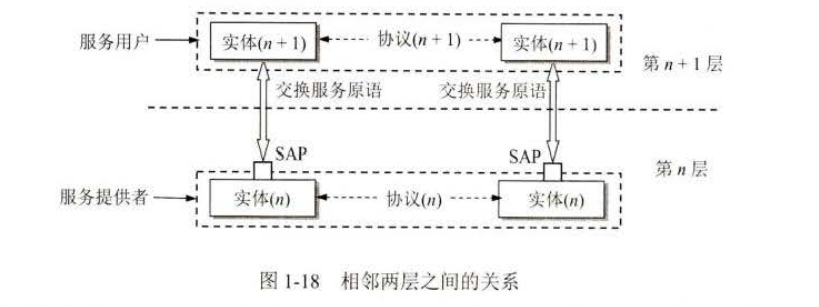 服务用户 实体(n + 1) 协议(n + 1) 实体(n + 1)
第 n + 1 层
交换服务原语 交换服务原语
SAP SAP
第 n 层
服务提供者 实体(n) 协议(n) 实体(n)
图 1-18 相邻两层之间的关系